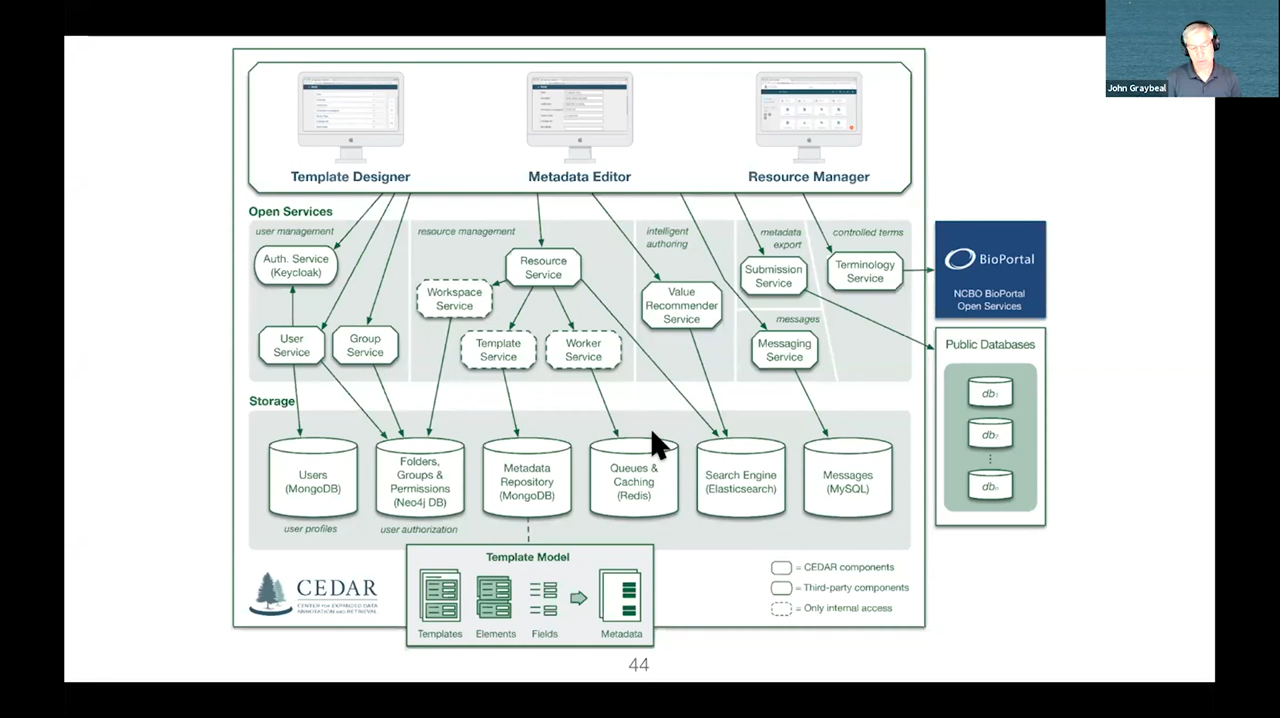 John Graybeal
Template Designer
Metadata Editor
Resource Manager
Open Services
user management
resource management
intelligent
authoring
metadata
export
controlled terms
Auth. Service
(Keycloak)
Resource
Service
Workspace
Service
Value
Recommender
Service
Submission
Service
Terminology
Service
messages
User
Service
Group
Service
Template
Service
Worker
Service
Messaging
Service
BioPortal
NCBO BioPortal
Open Services
Public Databases
db1
db2
dbn
Storage
Users
(MongoDB)
Folders,
Groups &
Permissions
(Neo4j DB)
Metadata
Repository
(MongoDB)
Queues &
Caching
(Redis)
Search Engine
(Elasticsearch)
Messages
(MySQL)
user profiles
user authorization
Template Model
Templates
Elements
Fields
Metadata
CEDAR
CENTER FOR EXPANDED DATA
ANNOTATION AND RETRIEVAL
= CEDAR components
= Third-party components
= Only internal access
44